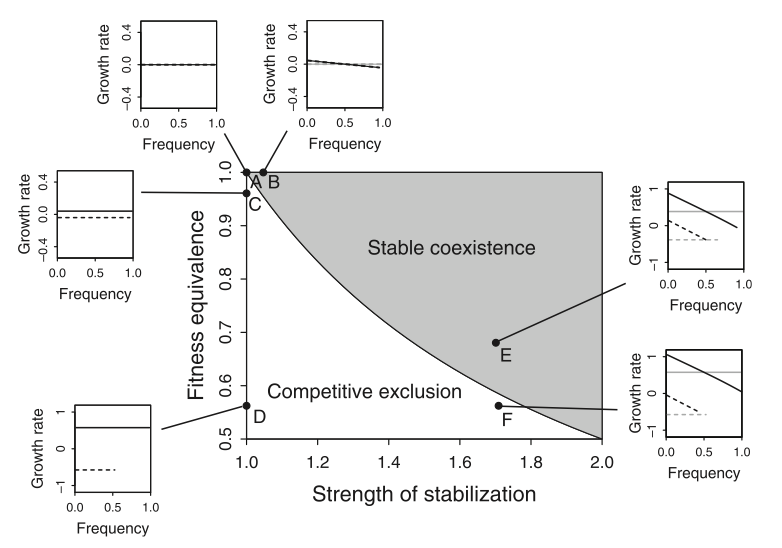 Growth rate
0.4
0.0
−0.4
0.0 0.5 1.0
Frequency
Growth rate
0.4
0.0
−0.4
0.0 0.5 1.0
Frequency
Growth rate
0.4
0.0
−0.4
0.0 0.5 1.0
Frequency
Growth rate
1
0
−1
0.0 0.5 1.0
Frequency
Fitness equivalence
1.0
0.9
0.8
0.7
0.6
0.5
A
B
C
Stable coexistence
E
Competitive exclusion
D
F
1.0 1.2 1.4 1.6 1.8 2.0
Strength of stabilization
Growth rate
1
0
−1
0.0 0.5 1.0
Frequency
Growth rate
1
0
−1
0.0 0.5 1.0
Frequency